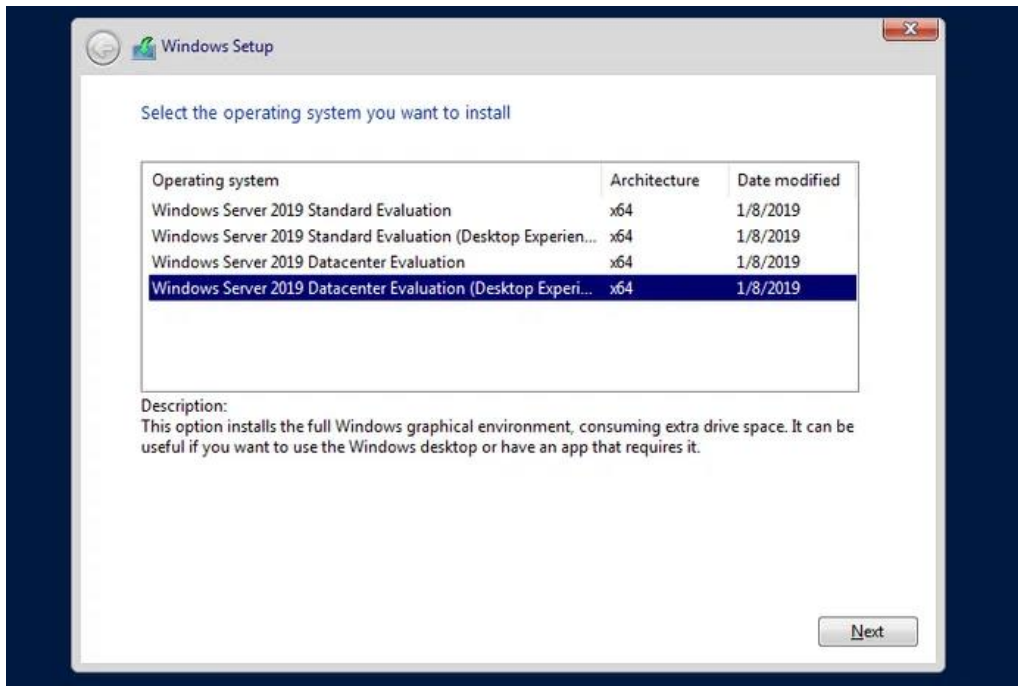 Windows Setup
Select the operating system you want to install
Operating system Architecture Date modified
Windows Server 2019 Standard Evaluation x64 1/8/2019
Windows Server 2019 Standard Evaluation (Desktop Experien... x64 1/8/2019
Windows Server 2019 Datacenter Evaluation x64 1/8/2019
Windows Server 2019 Datacenter Evaluation (Desktop Experi... x64 1/8/2019
Description:
This option installs the full Windows graphical environment, consuming extra drive space. It can be
useful if you want to use the Windows desktop or have an app that requires it.
Next